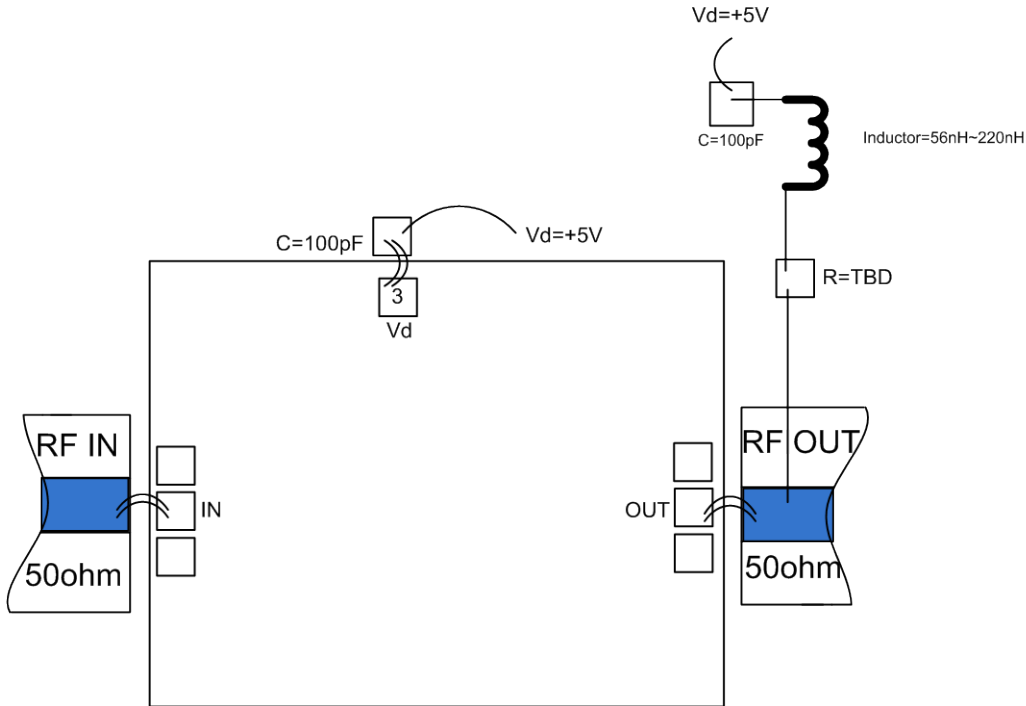 Vd=+5V
C=100pF
Inductor=56nH~220nH
C=100pF
Vd=+5V
3
Vd
R=TBD
RF IN
RF OUT
IN
OUT
50ohm
50ohm